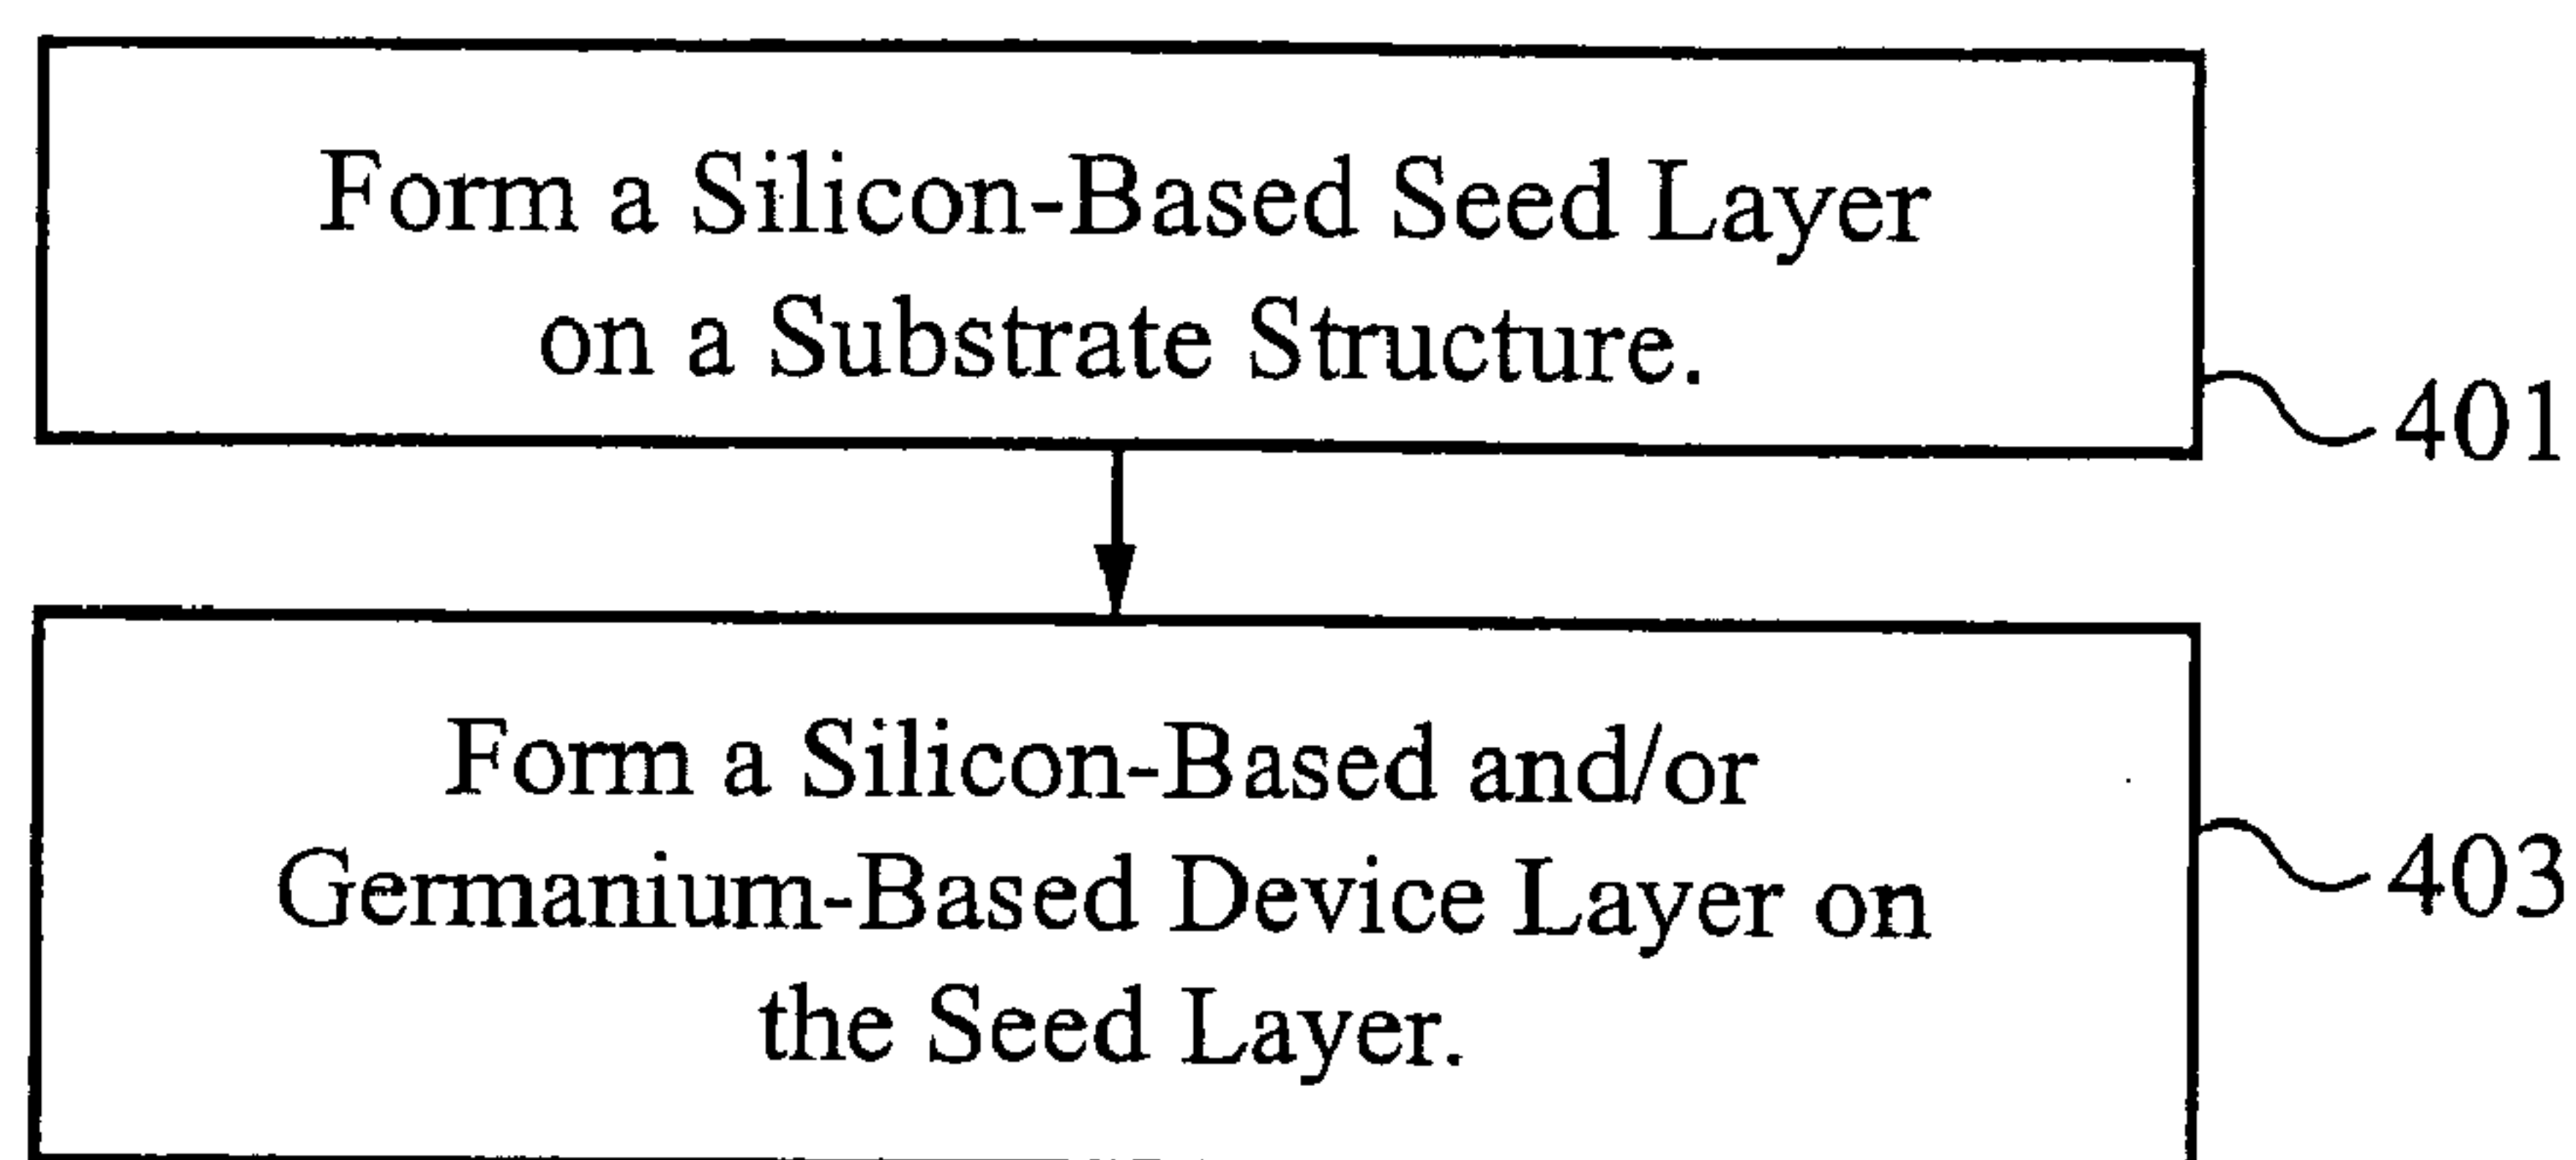 Form a Silicon-Based Seed Layer
on a Substrate Structure.
401
Form a Silicon-Based and/or
Germanium-Based Device Layer on
the Seed Layer.
403